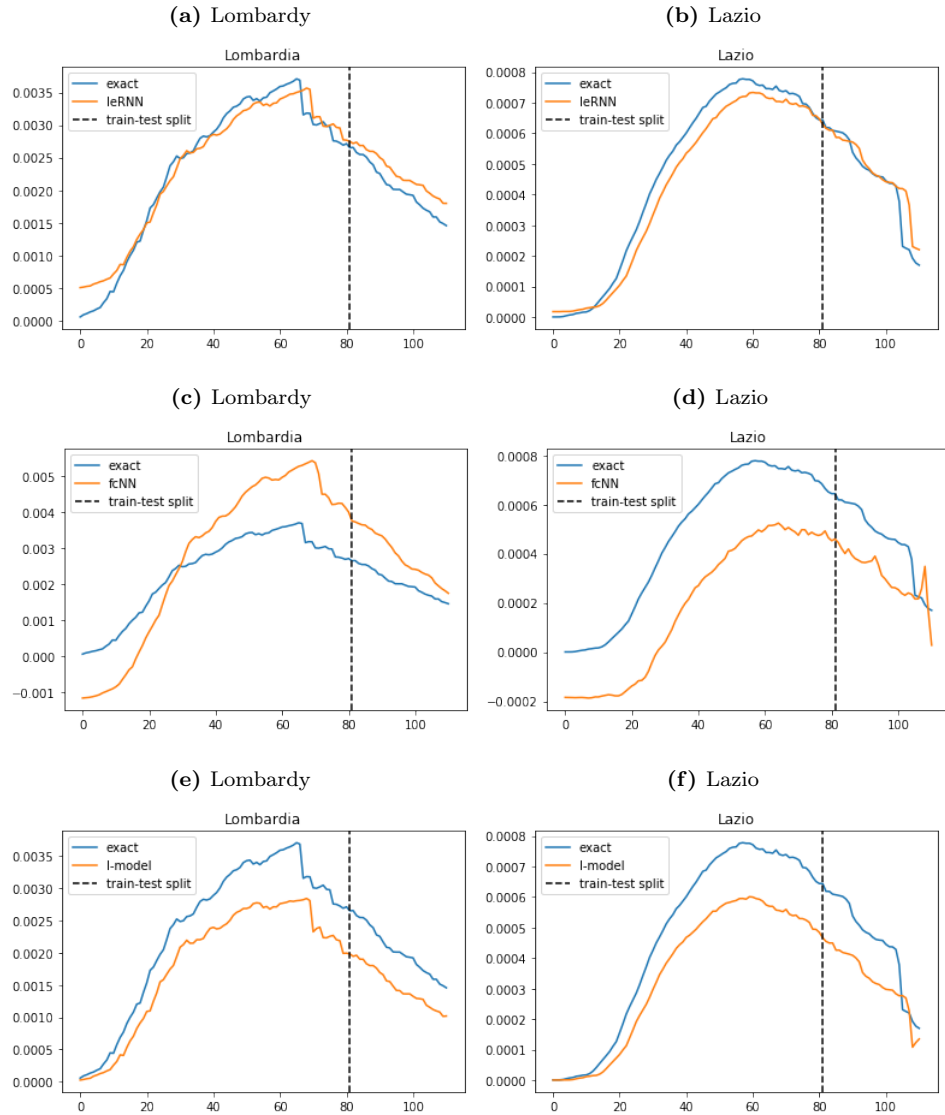 (a) Lombardy
(b) Lazio
Lombardia
exact
leRNN
train-test split
0.0035
0.0030
0.0025
0.0020
0.0015
0.0010
0.0005
0.0000
0 20 40 60 80 100
Lazio
exact
leRNN
train-test split
0.0008
0.0007
0.0006
0.0005
0.0004
0.0003
0.0002
0.0001
0.0000
0 20 40 60 80 100
(c) Lombardy
(d) Lazio
Lombardia
exact
fcNN
train-test split
0.005
0.004
0.003
0.002
0.001
0.000
−0.001
0 20 40 60 80 100
Lazio
exact
fcNN
train-test split
0.0008
0.0006
0.0004
0.0002
0.0000
−0.0002
0 20 40 60 80 100
(e) Lombardy
(f) Lazio
Lombardia
exact
l-model
train-test split
0.0035
0.0030
0.0025
0.0020
0.0015
0.0010
0.0005
0.0000
0 20 40 60 80 100
Lazio
exact
l-model
train-test split
0.0008
0.0007
0.0006
0.0005
0.0004
0.0003
0.0002
0.0001
0.0000
0 20 40 60 80 100